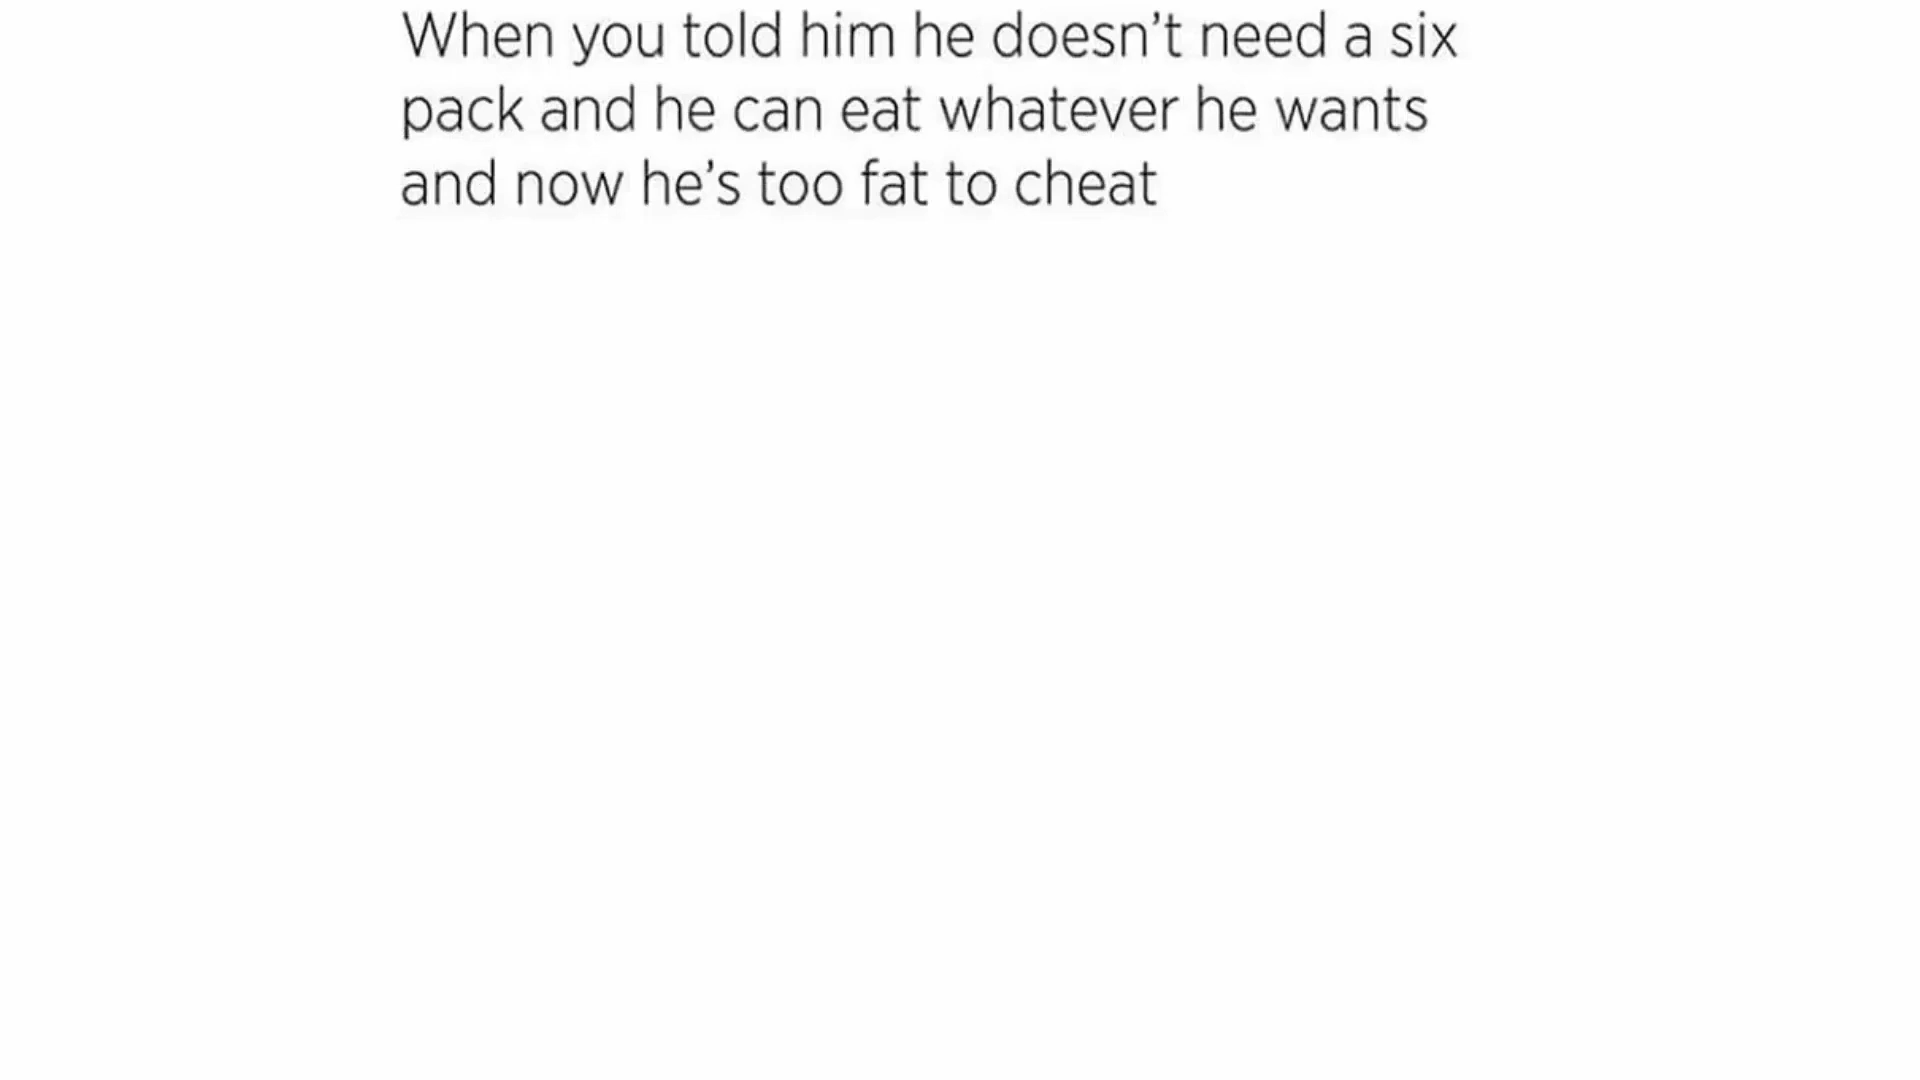 When you told him he doesn’t need a six
pack and he can eat whatever he wants
and now he’s too fat to cheat